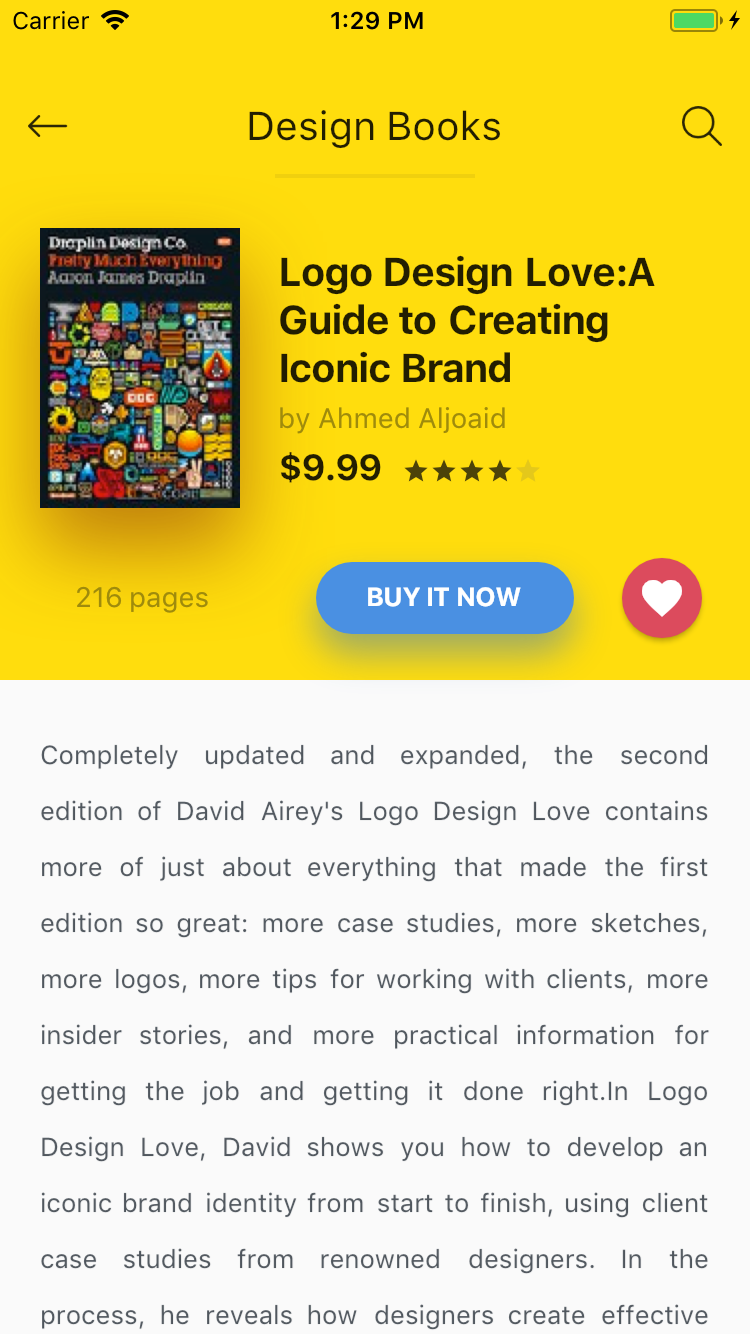 Carrier
1:29 PM
Design Books
Draplin Design Co.
Pretty Much Everything
Aaron James Draplin
DDC
Logo Design Love:A
Guide to Creating
Iconic Brand
by Ahmed Aljoaid
$9.99
216 pages
BUY IT NOW
Completely updated and expanded, the second
edition of David Airey's Logo Design Love contains
more of just about everything that made the first
edition so great: more case studies, more sketches,
more logos, more tips for working with clients, more
insider stories, and more practical information for
getting the job and getting it done right.In Logo
Design Love, David shows you how to develop an
iconic brand identity from start to finish, using client
case studies from renowned designers. In the
process, he reveals how designers create effective